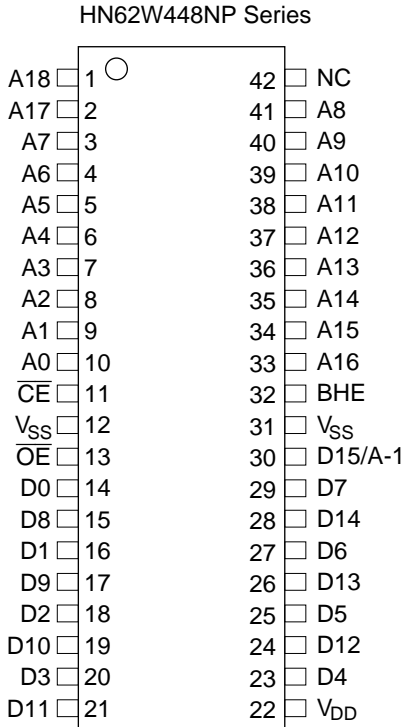 HN62W448NP Series
A18 1 42 NC
A17 2 41 A8
A7 3 40 A9
A6 4 39 A10
A5 5 38 A11
A4 6 37 A12
A3 7 36 A13
A2 8 35 A14
A1 9 34 A15
A0 10 33 A16
C̅E̅ 11 32 BHE
VSS 12 31 VSS
O̅E̅ 13 30 D15/A-1
D0 14 29 D7
D8 15 28 D14
D1 16 27 D6
D9 17 26 D13
D2 18 25 D5
D10 19 24 D12
D3 20 23 D4
D11 21 22 VDD